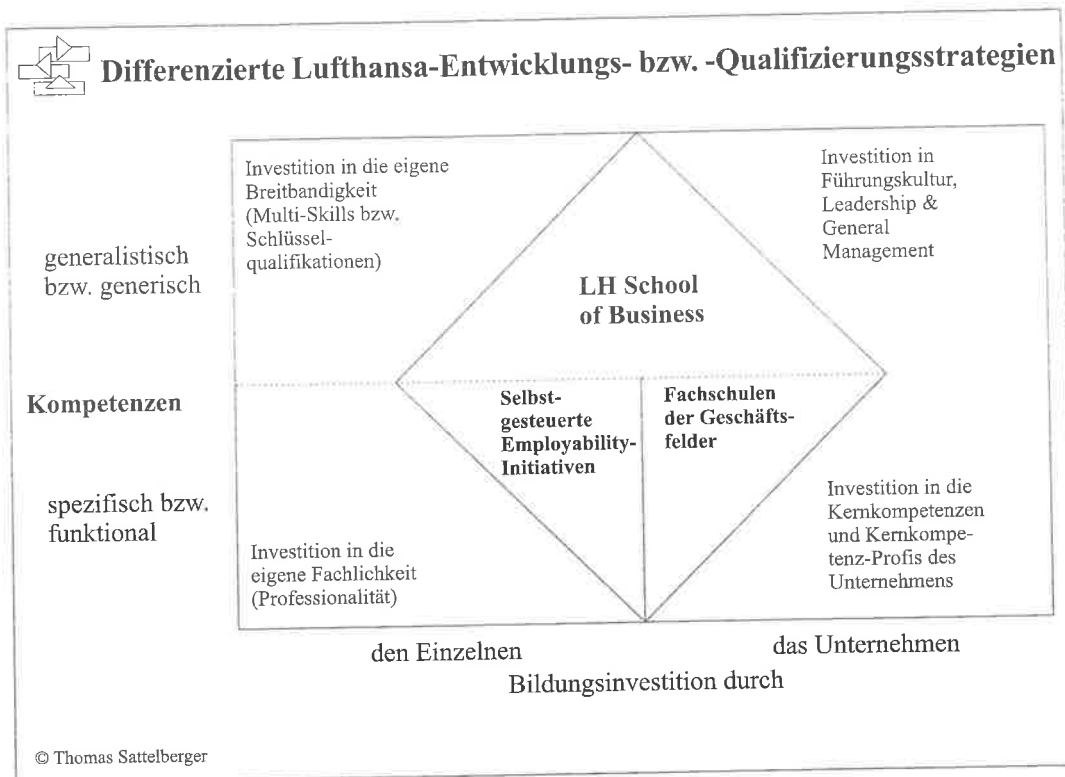 Differenzierte Lufthansa-Entwicklungs- bzw. -Qualifizierungsstrategien
Investition in die eigene
Breitbandigkeit
(Multi-Skills bzw.
Schlüssel-
qualifikationen)
Investition in
Führungskultur,
Leadership &
General
Management
generalistisch
bzw. generisch
LH School
of Business
Kompetenzen
Selbst-
gesteuerte
Employability-
Initiativen
Fachschulen
der Geschäfts-
felder
spezifisch bzw.
funktional
Investition in die
eigene Fachlichkeit
(Professionalität)
Investition in die
Kernkompetenzen
und Kernkompe-
tenz-Profis des
Unternehmens
den Einzelnen
das Unternehmen
Bildungsinvestition durch
© Thomas Sattelberger